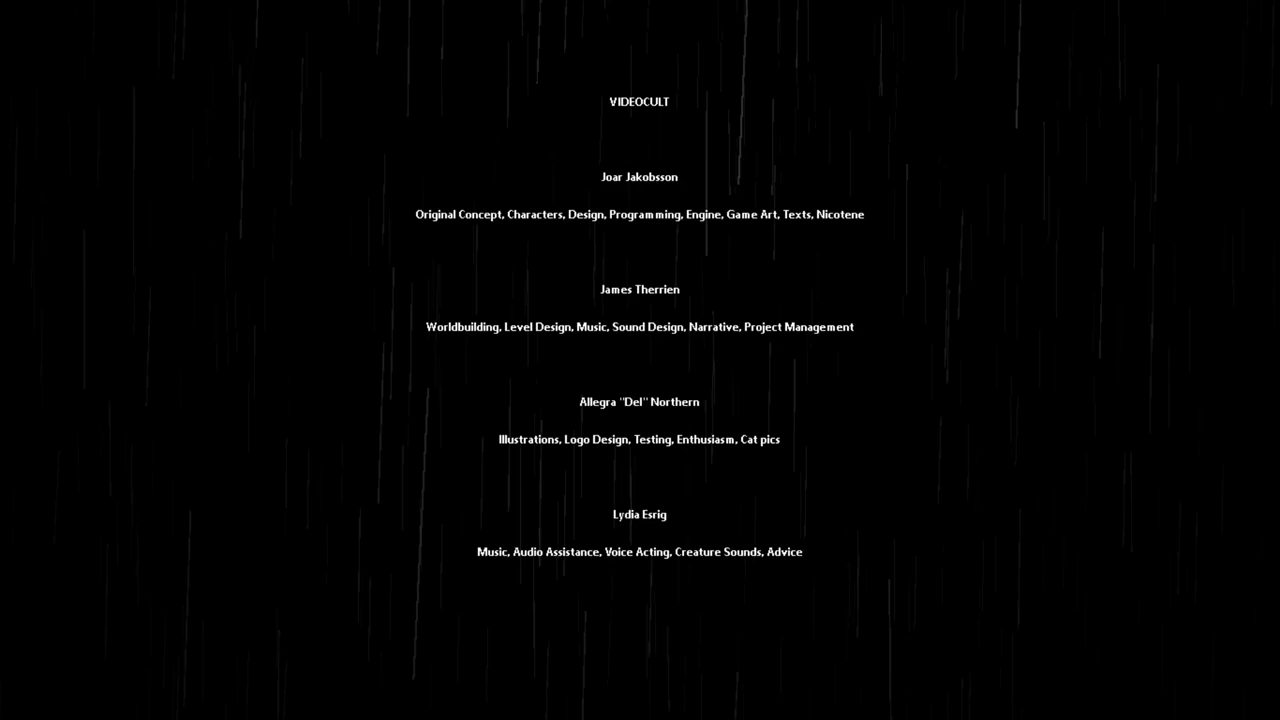 VIDEOCULT
Joar Jakobsson
Original Concept, Characters, Design, Programming, Engine, Game Art, Texts, Nicotene
James Therrien
Worldbuilding, Level Design, Music, Sound Design, Narrative, Project Management
Allegra "Del" Northern
Illustrations, Logo Design, Testing, Enthusiasm, Cat pics
Lydia Esrig
Music, Audio Assistance, Voice Acting, Creature Sounds, Advice